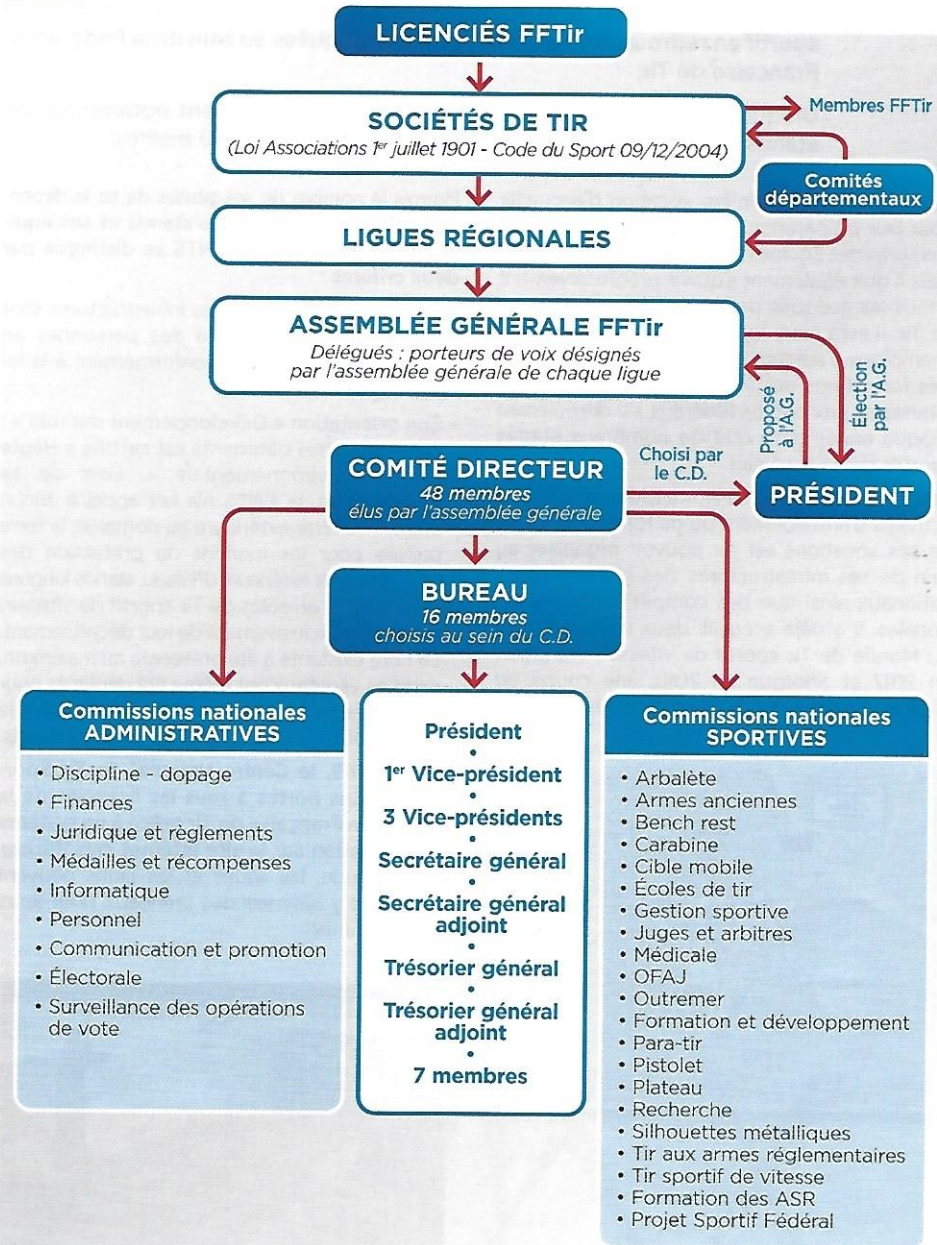 LICENCIÉS FFTir
SOCIÉTÉS DE TIR
(Loi Associations 1er juillet 1901 - Code du Sport 09/12/2004)
Membres FFTir
Comités
départementaux
LIGUES RÉGIONALES
ASSEMBLÉE GÉNÉRALE FFTir
Délégués : porteurs de voix désignés
par l'assemblée générale de chaque ligue
Proposé
à l'A.G.
Élection
par l'A.G.
COMITÉ DIRECTEUR
48 membres
élus par l'assemblée générale
Choisi par
le C.D.
PRÉSIDENT
BUREAU
16 membres
choisis au sein du C.D.
Commissions nationales
ADMINISTRATIVES
• Discipline - dopage
• Finances
• Juridique et règlements
• Médailles et récompenses
• Informatique
• Personnel
• Communication et promotion
• Électorale
• Surveillance des opérations
de vote
Président
•
1er Vice-président
•
3 Vice-présidents
•
Secrétaire général
•
Secrétaire général
adjoint
•
Trésorier général
•
Trésorier général
adjoint
•
7 membres
Commissions nationales
SPORTIVES
• Arbalète
• Armes anciennes
• Bench rest
• Carabine
• Cible mobile
• Écoles de tir
• Gestion sportive
• Juges et arbitres
• Médicale
• OFAJ
• Outremer
• Formation et développement
• Para-tir
• Pistolet
• Plateau
• Recherche
• Silhouettes métalliques
• Tir aux armes réglementaires
• Tir sportif de vitesse
• Formation des ASR
• Projet Sportif Fédéral